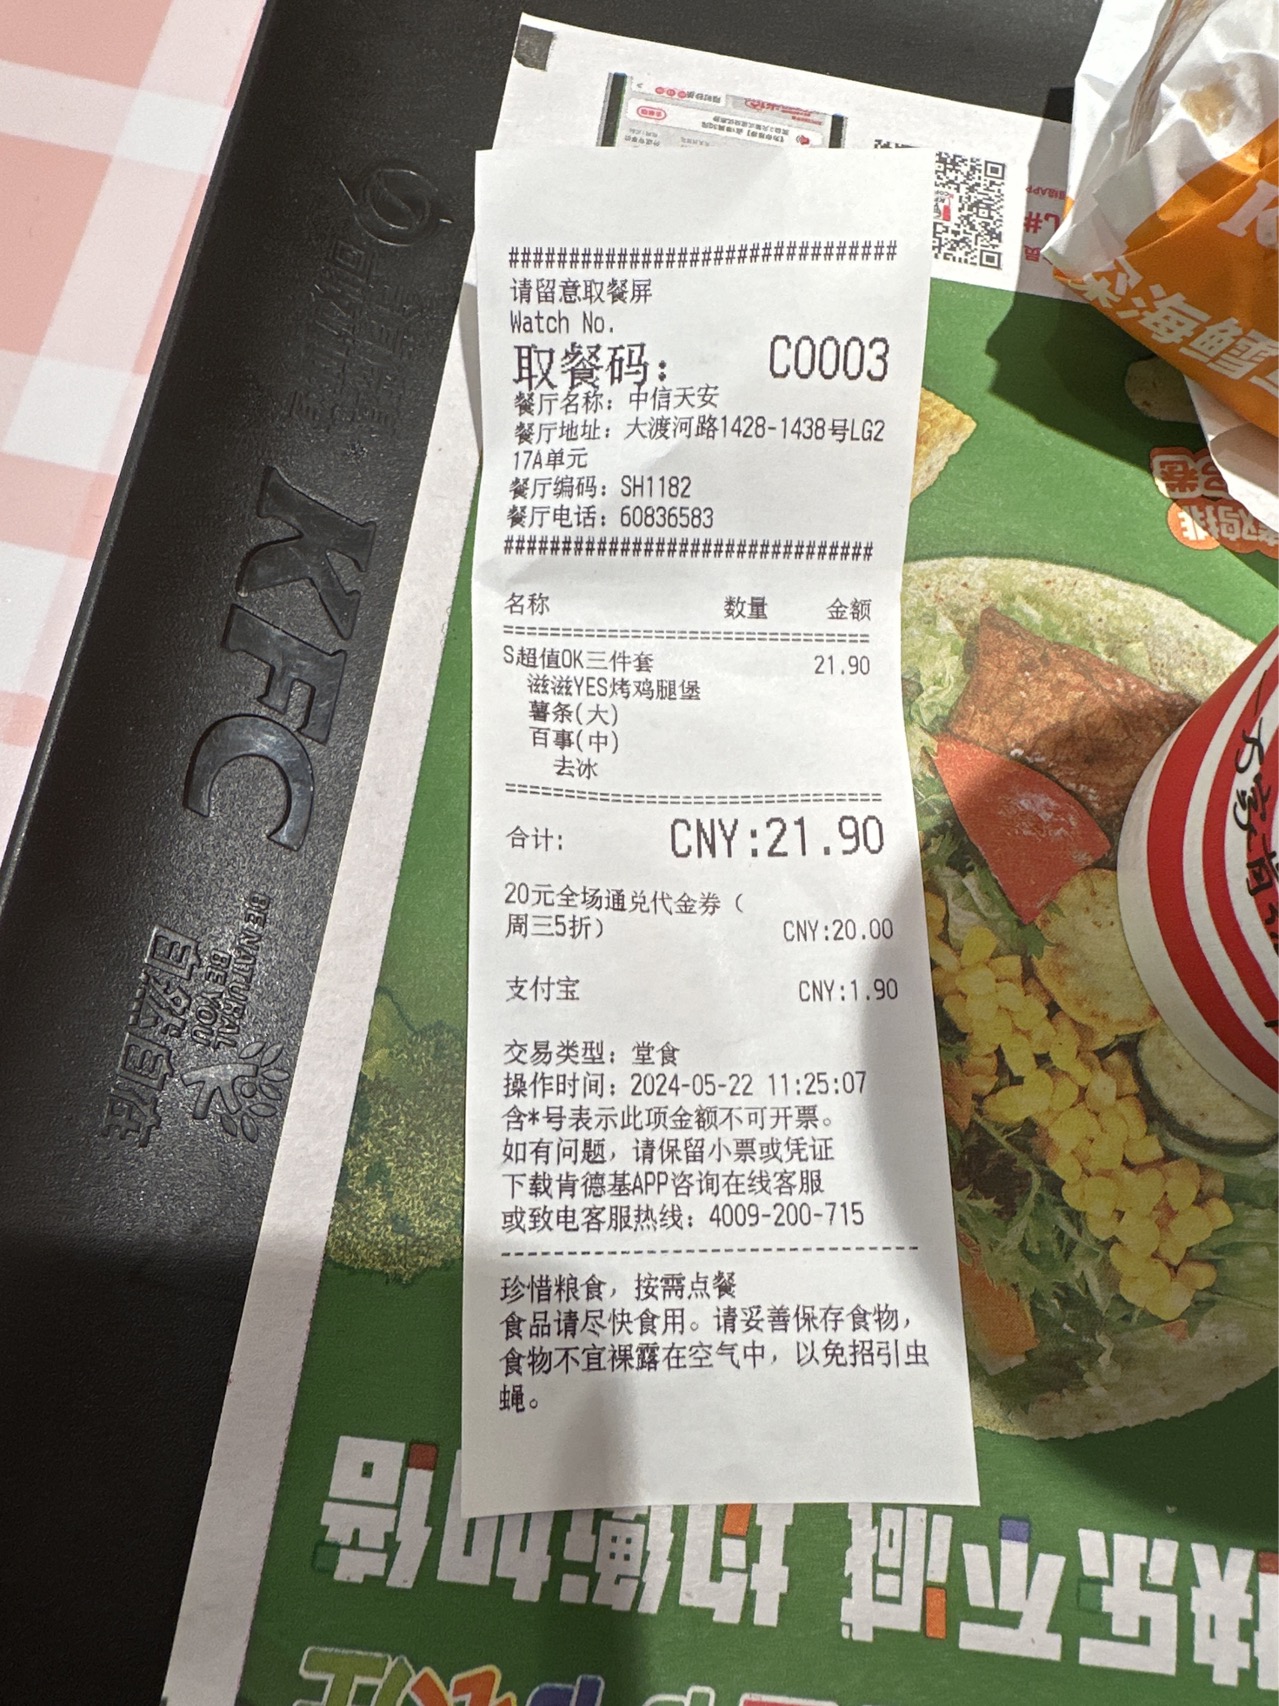 ################################
请留意取餐屏
Watch No.
取餐码： C0003
餐厅名称：中信天安
餐厅地址：大渡河路1428-1438号LG2
17A单元
餐厅编码：SH1182
餐厅电话：60836583
################################
名称 数量 金额
================================
S超值OK三件套 21.90
滋滋YES烤鸡腿堡
薯条(大)
百事(中)
去冰
================================
合计: CNY:21.90
20元全场通兑代金券（
周三5折） CNY:20.00
支付宝 CNY:1.90
交易类型：堂食
操作时间：2024-05-22 11:25:07
含*号表示此项金额不可开票。
如有问题，请保留小票或凭证
下载肯德基APP咨询在线客服
或致电客服热线：4009-200-715
--------------------------------
珍惜粮食，按需点餐
食品请尽快食用。请妥善保存食物，
食物不宜裸露在空气中，以免招引虫
蝇。
KFC
自然自在
BE NATURAL
BE YOU
深海鳕
快乐不减 均衡加倍